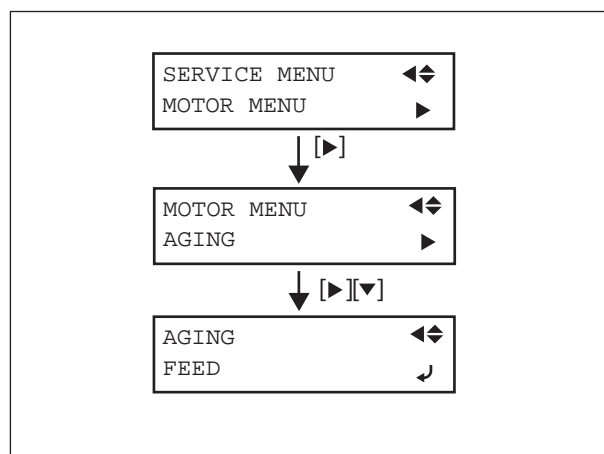 SERVICE MENU ◀◆
MOTOR MENU ▶
[▶]
MOTOR MENU ◀◆
AGING ▶
[▶][▼]
AGING ◀◆
FEED ↵